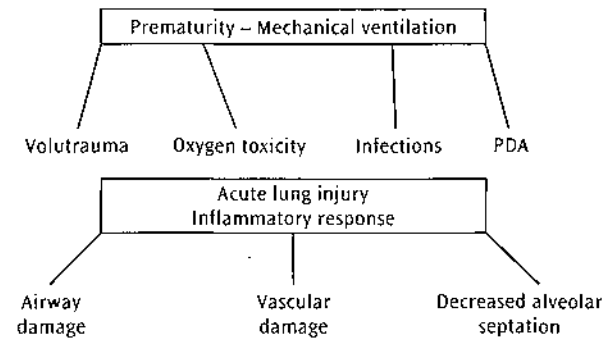 Prematurity – Mechanical ventilation
Volutrauma Oxygen toxicity Infections PDA
Acute lung injury
Inflammatory response
Airway Vascular Decreased alveolar
damage damage septation